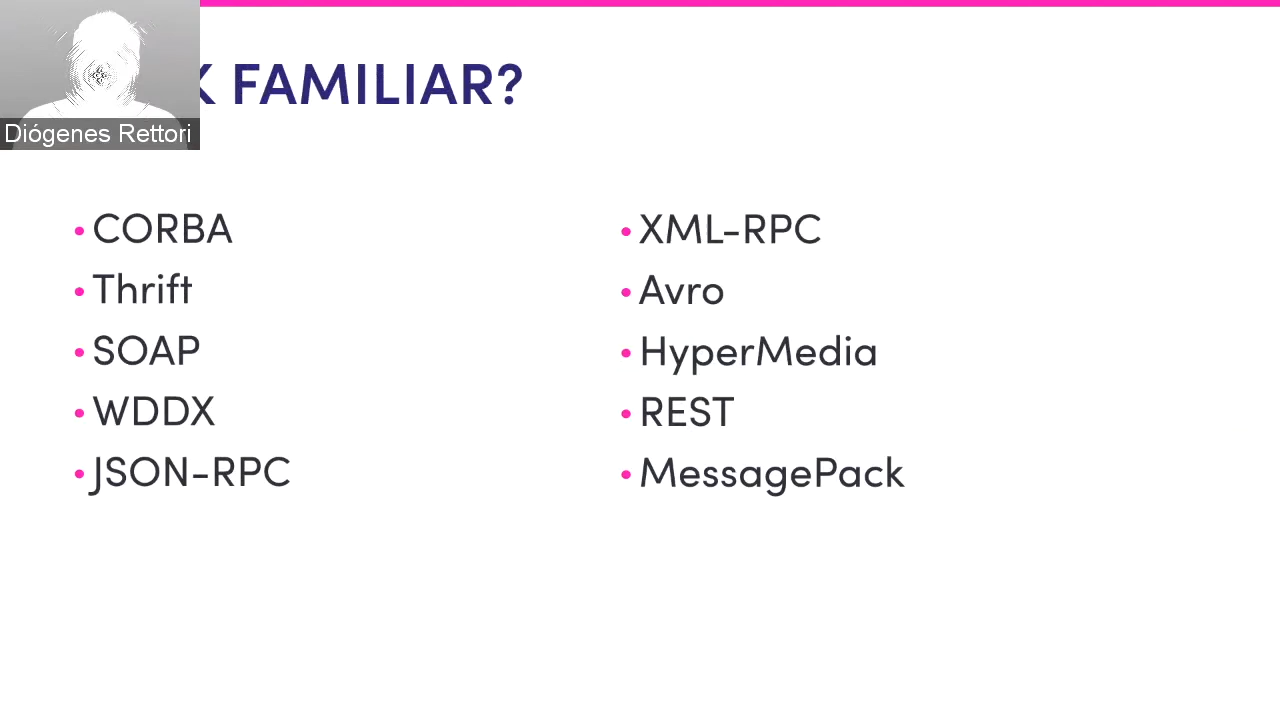 K FAMILIAR?
Diógenes Rettori
• CORBA
• Thrift
• SOAP
• WDDX
• JSON-RPC
• XML-RPC
• Avro
• HyperMedia
• REST
• MessagePack